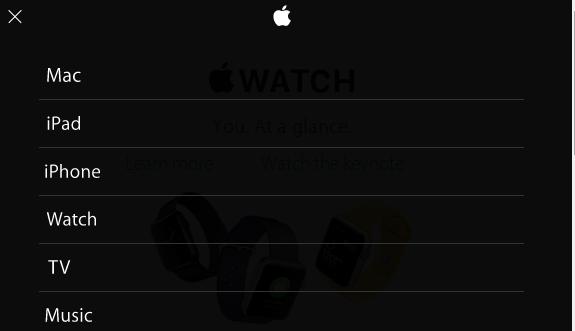 Mac
WATCH
iPad
You. At a glance.
iPhone
Learn more Watch the keynote
Watch
TV
Music